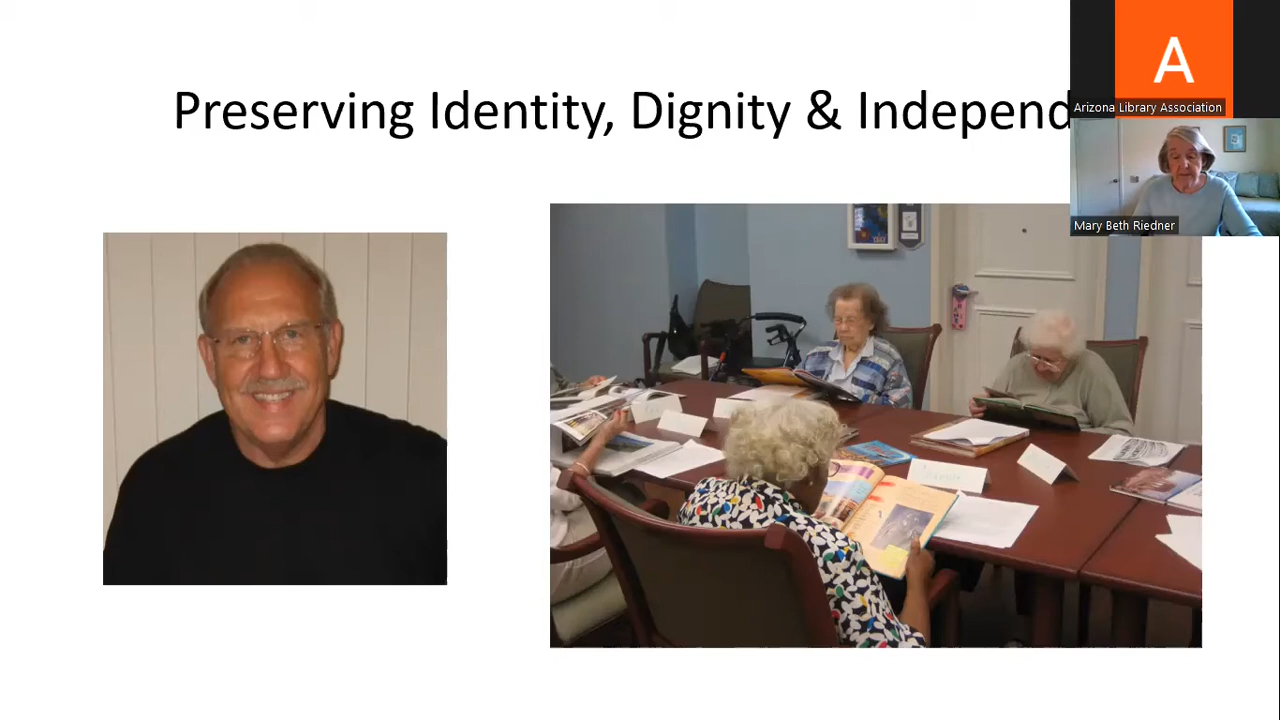 Preserving Identity, Dignity & Independ
A
Arizona Library Association
Mary Beth Riedner